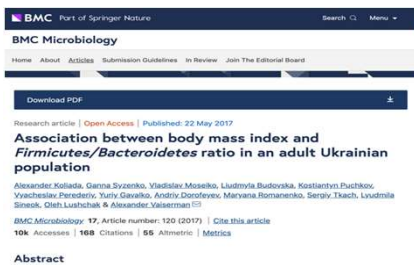 BMC Part of Springer Nature Search Menu
BMC Microbiology
Home About Articles Submission Guidelines In Review Join The Editorial Board
Download PDF
Research article | Open Access | Published: 22 May 2017
Association between body mass index and
Firmicutes/Bacteroidetes ratio in an adult Ukrainian
population
Alexander Koliada, Ganna Syzenko, Vladislav Moseiko, Liudmyla Budovska, Kostiantyn Puchkov,
Vyacheslav Perederiy, Yuriy Gavalko, Andriy Dorofeyev, Maryana Romanenko, Sergiy Tkach, Lyudmila
Sineok, Oleh Lushchak & Alexander Vaiserman
BMC Microbiology 17, Article number: 120 (2017) | Cite this article
10k Accesses | 168 Citations | 55 Altmetric | Metrics
Abstract